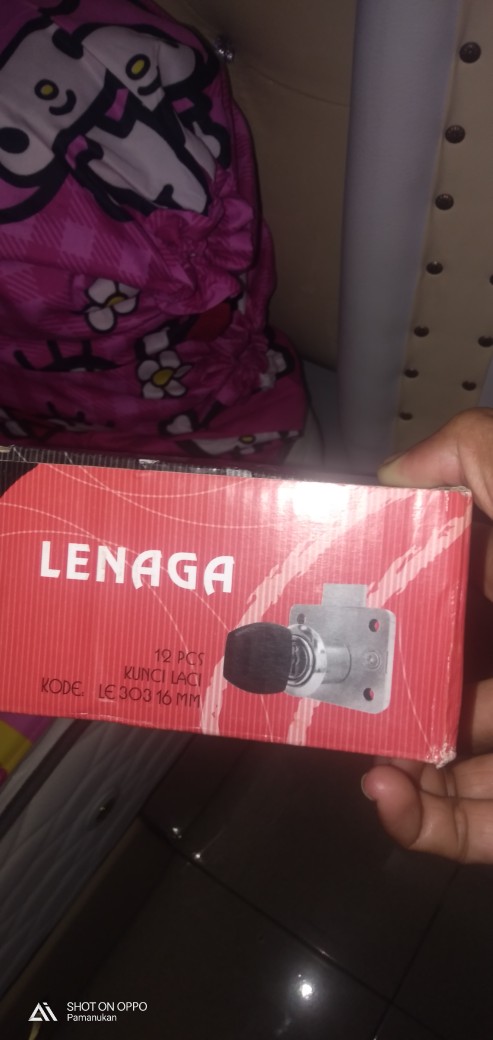 LENAGA
12 PCS
KUNCI LACI
KODE. LE 303 16 MM
SHOT ON OPPO
Pamanukan